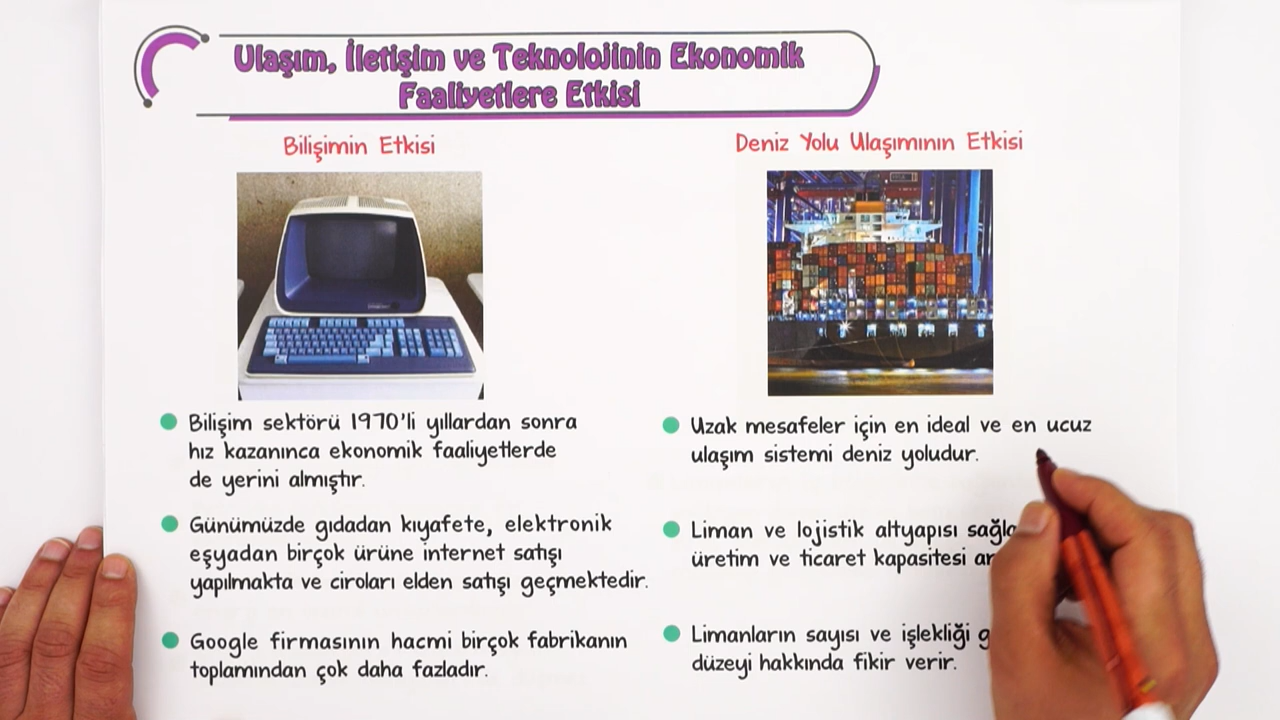 Ulaşım, İletişim ve Teknolojinin Ekonomik
Faaliyetlere Etkisi
Bilişimin Etkisi
Bilişim sektörü 1970'li yıllardan sonra
hız kazanınca ekonomik faaliyetlerde
de yerini almıştır.
Günümüzde gıdadan kıyafete, elektronik
eşyadan birçok ürüne internet satışı
yapılmakta ve ciroları elden satışı geçmektedir.
Google firmasının hacmi birçok fabrikanın
toplamından çok daha fazladır.
Deniz Yolu Ulaşımının Etkisi
Uzak mesafeler için en ideal ve en ucuz
ulaşım sistemi deniz yoludur.
Liman ve lojistik altyapısı
üretim ve ticaret kapasitesi
Limanların sayısı ve işlekliği
düzeyi hakkında fikir verir.